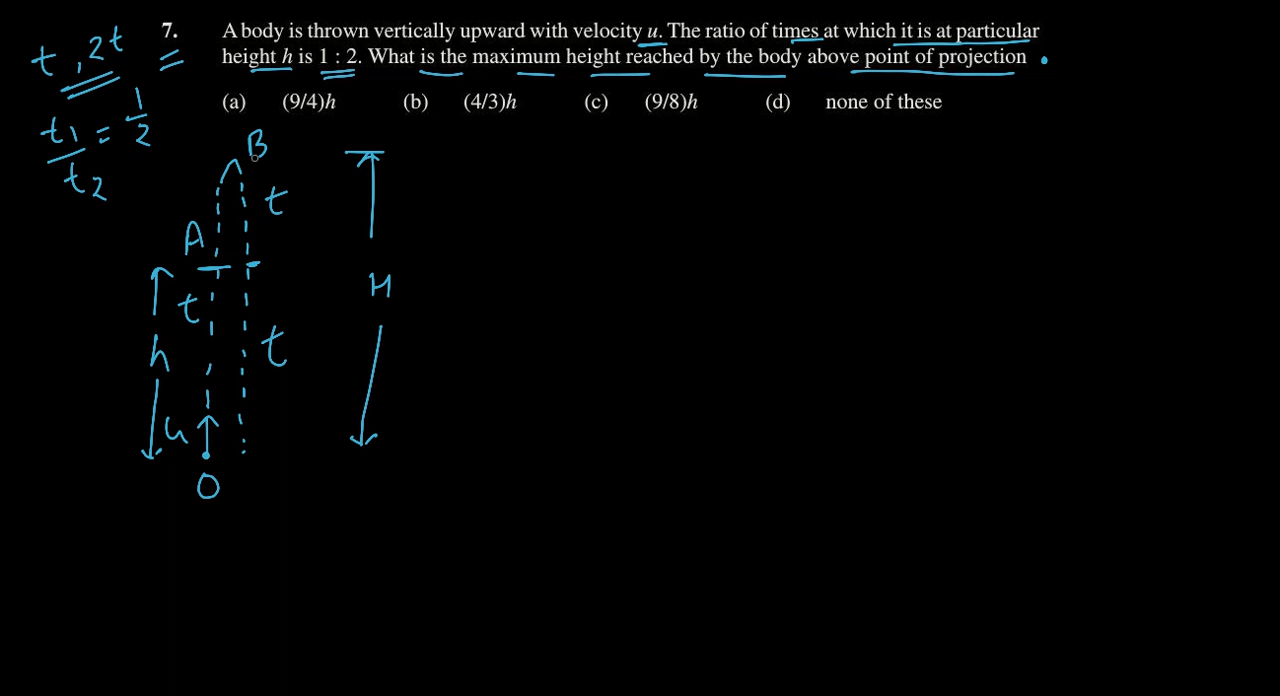 7. A body is thrown vertically upward with velocity u. The ratio of times at which it is at particular
height h is 1 : 2. What is the maximum height reached by the body above point of projection
(a) (9/4)h (b) (4/3)h (c) (9/8)h (d) none of these
t , 2t
t1/t2 = 1/2
B
t
A
H
t
h
t
u
O